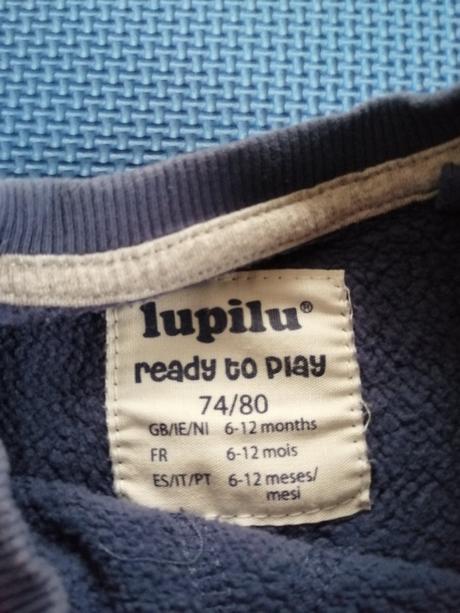 lupilu®
ready to play
74/80
GB/IE/NI 6-12 months
FR 6-12 mois
ES/IT/PT 6-12 meses/
mesi